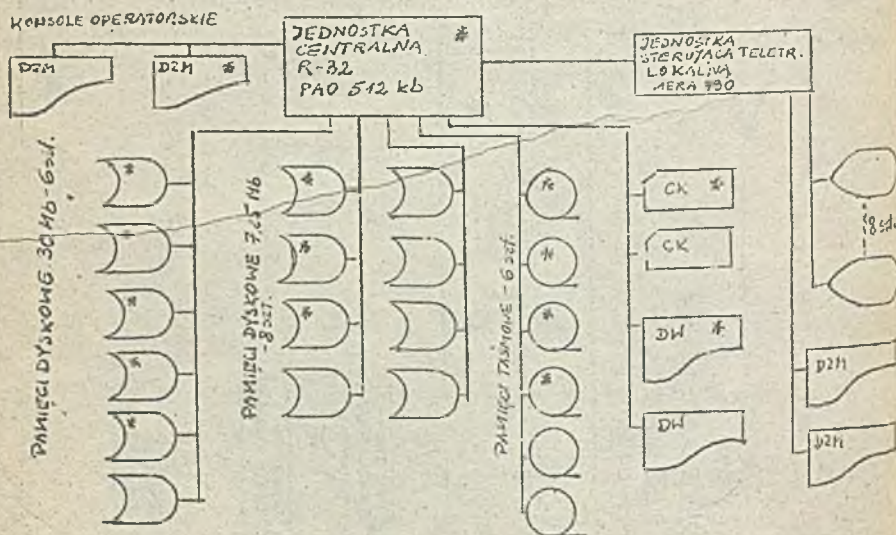 KONSOLE OPERATORSKIE
DZM
DZM *
JEDNOSTKA *
CENTRALNA
R-32
PAO 512 kb
JEDNOSTKA
STERUJĄCA TELETR.
LOKALNA
MERA 790
PAMIĘCI DYSKOWE 30 Mb - 6 szt.
*
*
*
*
*
PAMIĘCI DYSKOWE 7,25 Mb
- 8 szt.
*
*
*
PAMIĘCI TAŚMOWE - 6 szt.
*
*
*
*
CK *
CK
DW *
DW
8 szt.
DZM
DZM